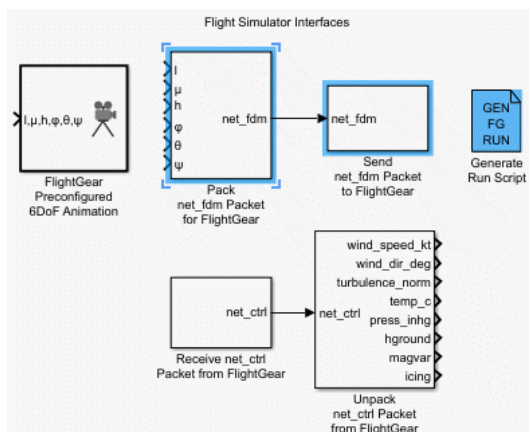 Flight Simulator Interfaces
l,μ,h,φ,θ,ψ
FlightGear
Preconfigured
6DoF Animation
l
μ
h
φ
θ
ψ
net_fdm
Pack
net_fdm Packet
for FlightGear
net_fdm
Send
net_fdm Packet
to FlightGear
GEN
FG
RUN
Generate
Run Script
net_ctrl
Receive net_ctrl
Packet from FlightGear
net_ctrl
wind_speed_kt
wind_dir_deg
turbulence_norm
temp_c
press_inhg
hground
magvar
icing
Unpack
net_ctrl Packet
from FlightGear